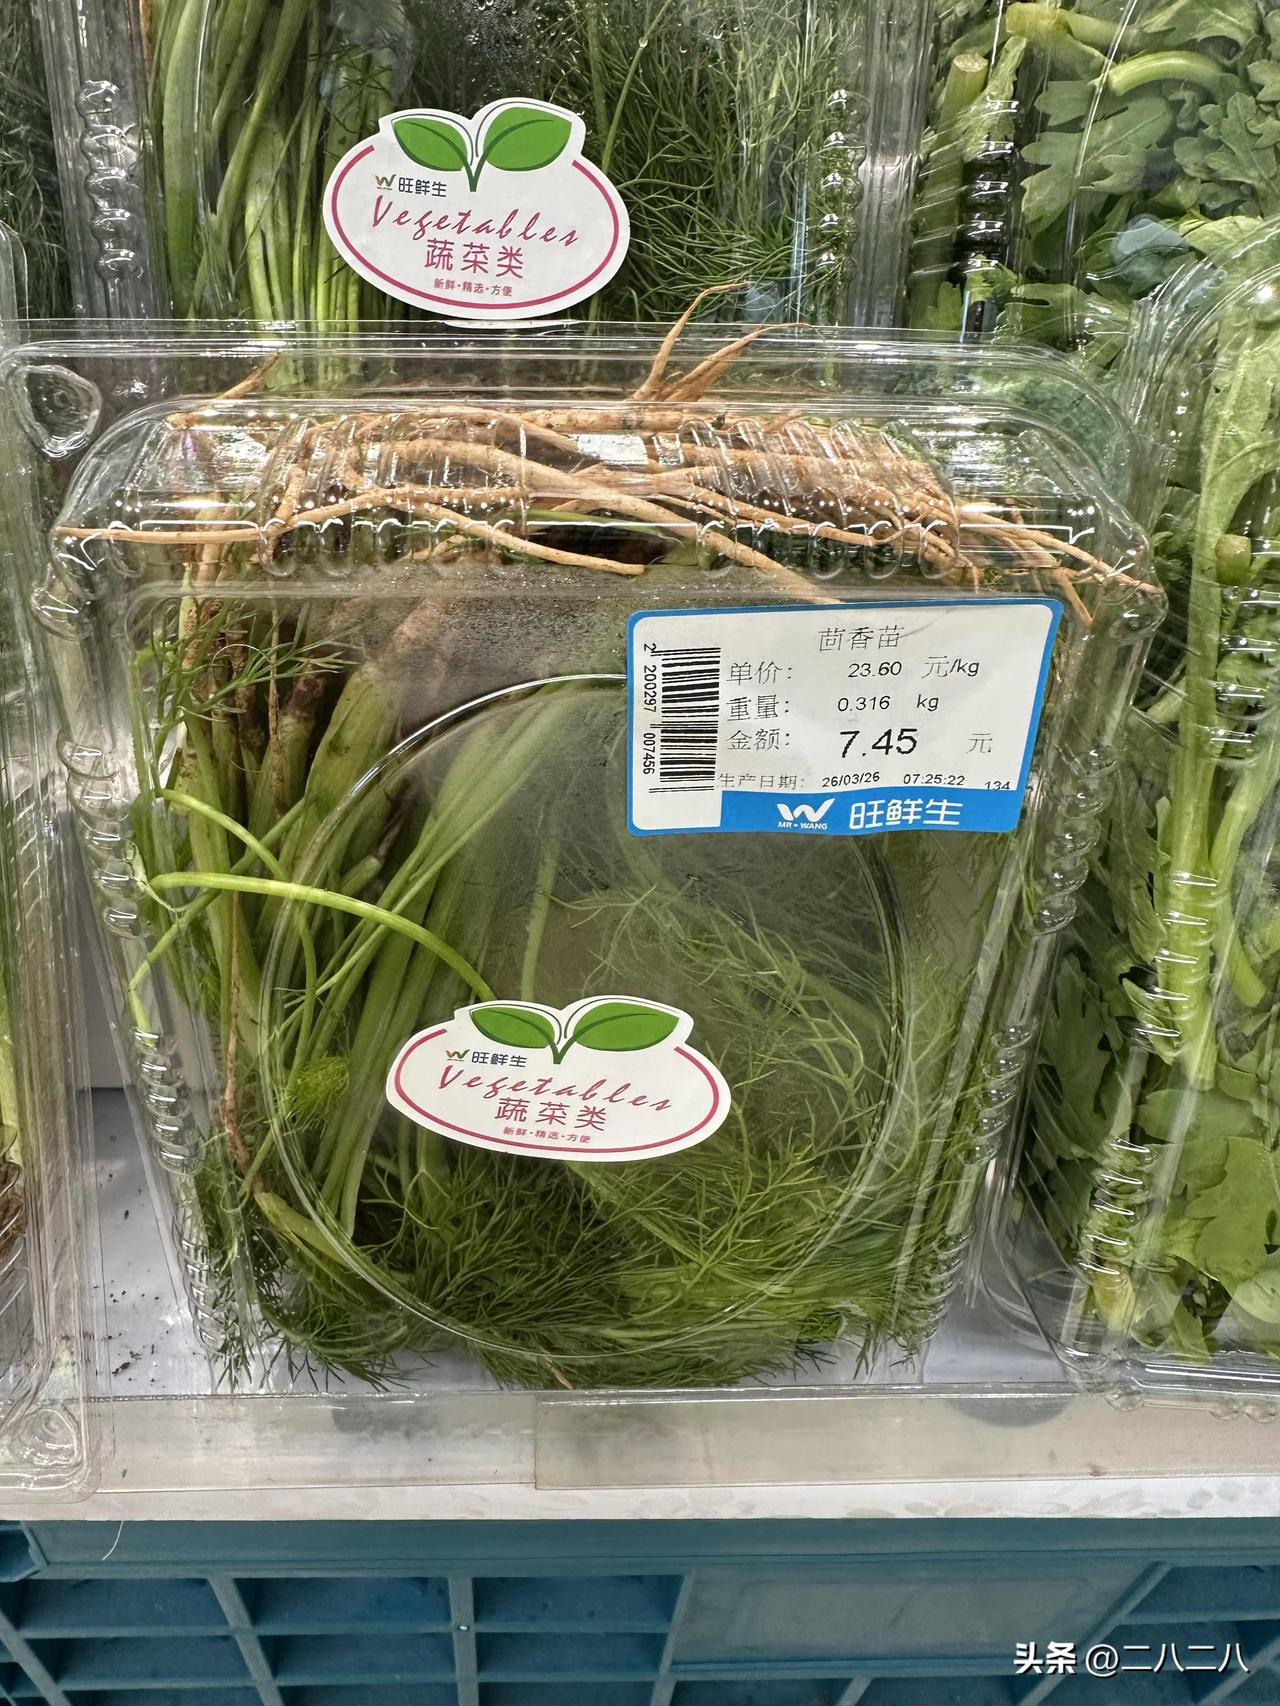 旺鲜生
Vegetables
蔬菜类
新鲜·精选·方便
茴香苗
单价: 23.60 元/kg
重量: 0.316 kg
金额: 7.45 元
生产日期: 26/03/26 07:25:22 134
2 200297 007456
MR·WANG 旺鲜生
旺鲜生
Vegetables
蔬菜类
新鲜·精选·方便
头条 @二八二八